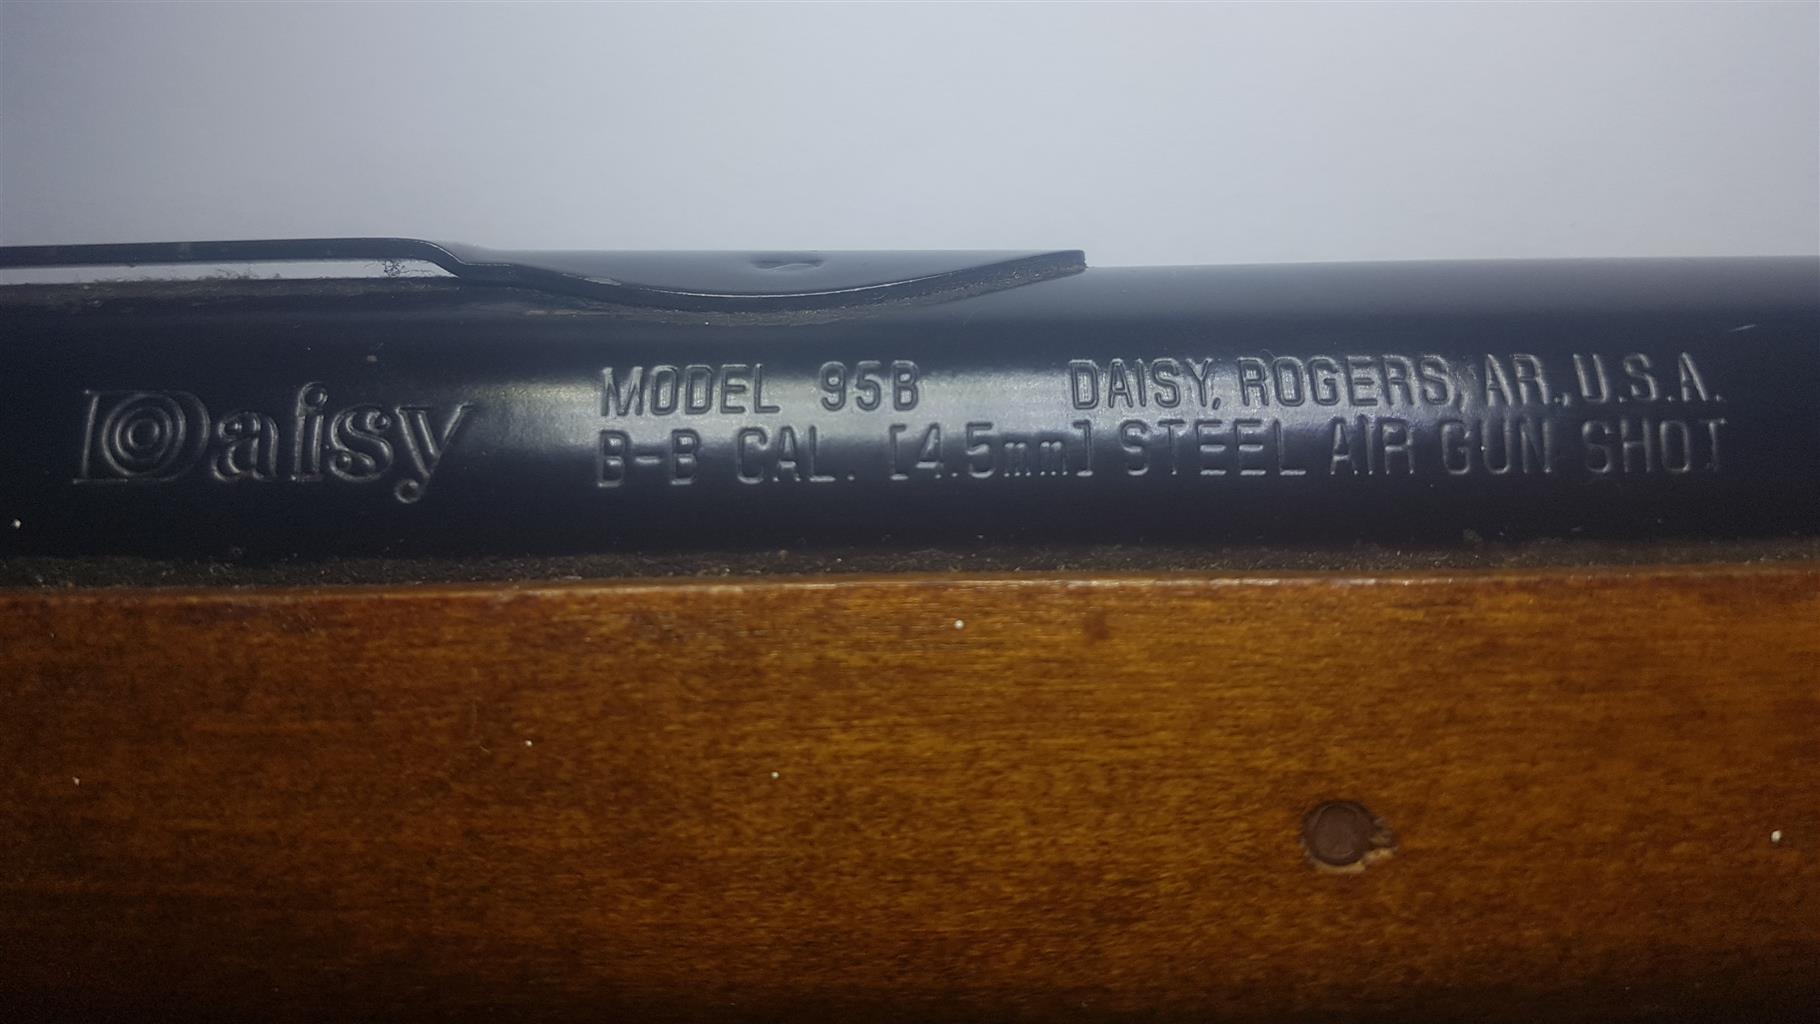 Daisy
MODEL 95B DAISY, ROGERS, AR., U.S.A.
B-B CAL. [4.5mm] STEEL AIR GUN SHOT